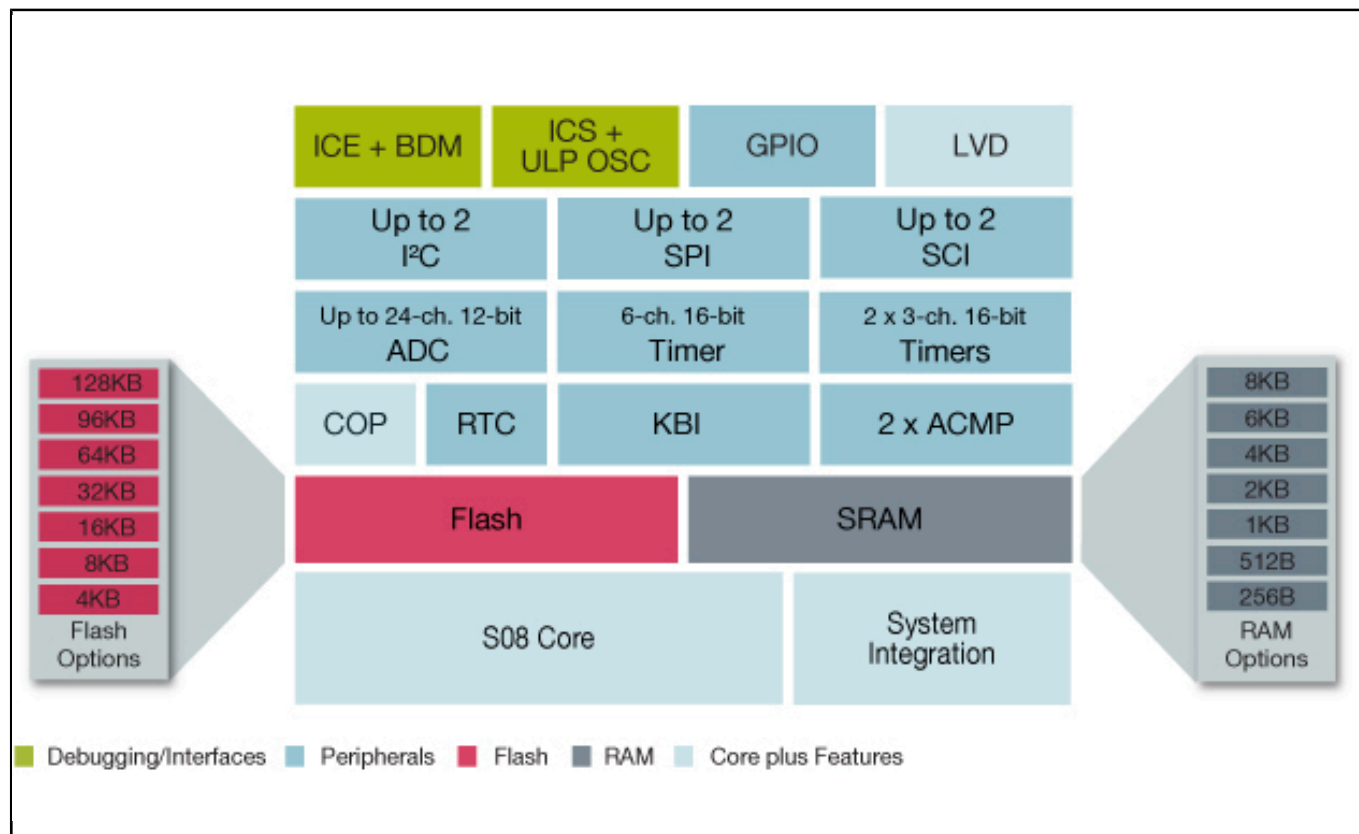 ICE + BDM
ICS +
ULP OSC
GPIO
LVD
Up to 2
I²C
Up to 2
SPI
Up to 2
SCI
Up to 24-ch. 12-bit
ADC
6-ch. 16-bit
Timer
2 x 3-ch. 16-bit
Timers
COP
RTC
KBI
2 x ACMP
Flash
SRAM
S08 Core
System
Integration
128KB
96KB
64KB
32KB
16KB
8KB
4KB
Flash
Options
8KB
6KB
4KB
2KB
1KB
512B
256B
RAM
Options
Debugging/Interfaces
Peripherals
Flash
RAM
Core plus Features